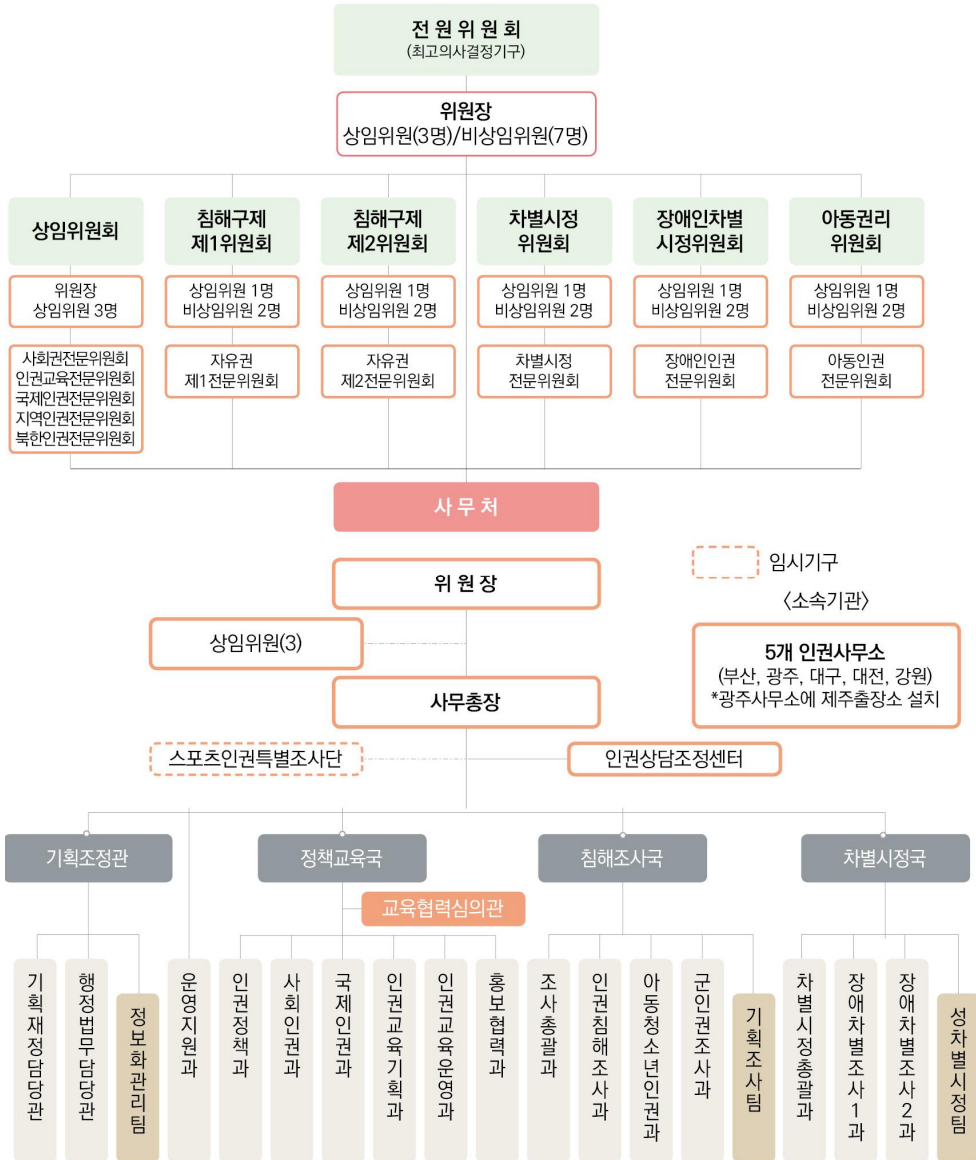 전원위원회
(최고의사결정기구)
위원장
상임위원(3명)/비상임위원(7명)
상임위원회
침해구제
제1위원회
침해구제
제2위원회
차별시정
위원회
장애인차별
시정위원회
아동권리
위원회
위원장
상임위원 3명
상임위원 1명
비상임위원 2명
상임위원 1명
비상임위원 2명
상임위원 1명
비상임위원 2명
상임위원 1명
비상임위원 2명
상임위원 1명
비상임위원 2명
사회권전문위원회
인권교육전문위원회
국제인권전문위원회
지역인권전문위원회
북한인권전문위원회
자유권
제1전문위원회
자유권
제2전문위원회
차별시정
전문위원회
장애인인권
전문위원회
아동인권
전문위원회
사무처
임시기구
위원장
〈소속기관〉
상임위원(3)
5개 인권사무소
(부산, 광주, 대구, 대전, 강원)
*광주사무소에 제주출장소 설치
사무총장
스포츠인권특별조사단
인권상담조정센터
기획조정관
정책교육국
침해조사국
차별시정국
교육협력심의관
기획재정담당관
행정법무담당관
정보화관리팀
운영지원과
인권정책과
사회인권과
국제인권과
인권교육기획과
인권교육운영과
홍보협력과
조사총괄과
인권침해조사과
아동청소년인권과
군인권조사과
기획조사팀
차별시정총괄과
장애차별조사1과
장애차별조사2과
성차별시정팀